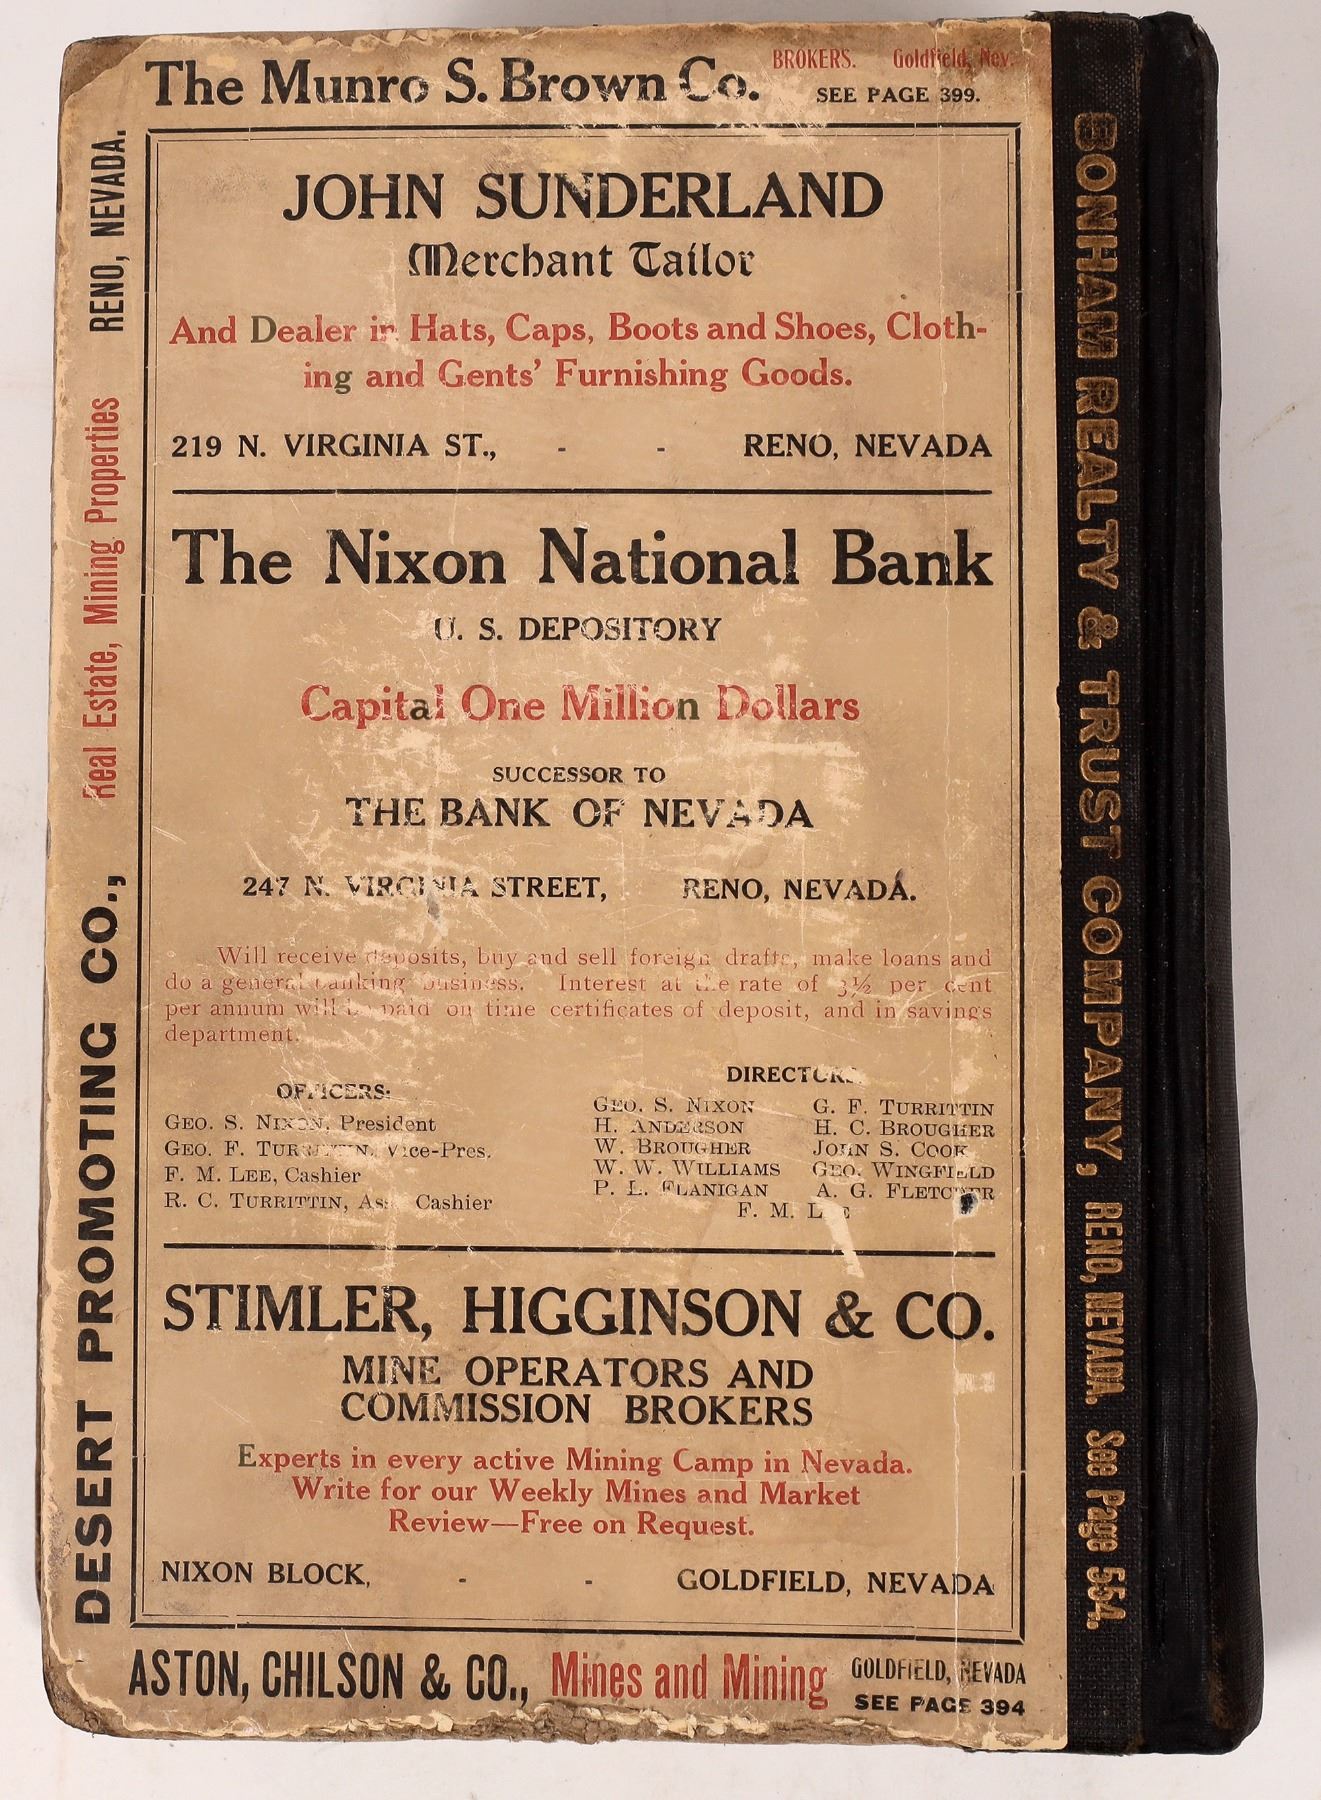 The Munro S. Brown Co. BROKERS. Goldfield, Nev.
SEE PAGE 399.
DESERT PROMOTING CO., Real Estate, Mining Properties RENO, NEVADA.
JOHN SUNDERLAND
Merchant Tailor
And Dealer in Hats, Caps, Boots and Shoes, Cloth-
ing and Gents' Furnishing Goods.
219 N. VIRGINIA ST., - - RENO, NEVADA
The Nixon National Bank
U. S. DEPOSITORY
Capital One Million Dollars
SUCCESSOR TO
THE BANK OF NEVADA
247 N. VIRGINIA STREET, RENO, NEVADA.
Will receive deposits, buy and sell foreign drafts, make loans and
do a general banking business. Interest at the rate of 3½ per cent
per annum will be paid on time certificates of deposit, and in savings
department.
OFFICERS:
GEO. S. NIXON, President
GEO. F. TURRITTIN, Vice-Pres.
F. M. LEE, Cashier
R. C. TURRITTIN, Ass. Cashier
DIRECTORS
GEO. S. NIXON G. F. TURRITTIN
H. ANDERSON H. C. BROUGHER
W. BROUGHER JOHN S. COOK
W. W. WILLIAMS GEO. WINGFIELD
P. L. FLANIGAN A. G. FLETCHER
F. M. LEE
STIMLER, HIGGINSON & CO.
MINE OPERATORS AND
COMMISSION BROKERS
Experts in every active Mining Camp in Nevada.
Write for our Weekly Mines and Market
Review—Free on Request.
NIXON BLOCK, - - GOLDFIELD, NEVADA
ASTON, CHILSON & CO., Mines and Mining GOLDFIELD, NEVADA
SEE PAGE 394
BONHAM REALTY & TRUST COMPANY, RENO, NEVADA. See Page 554.